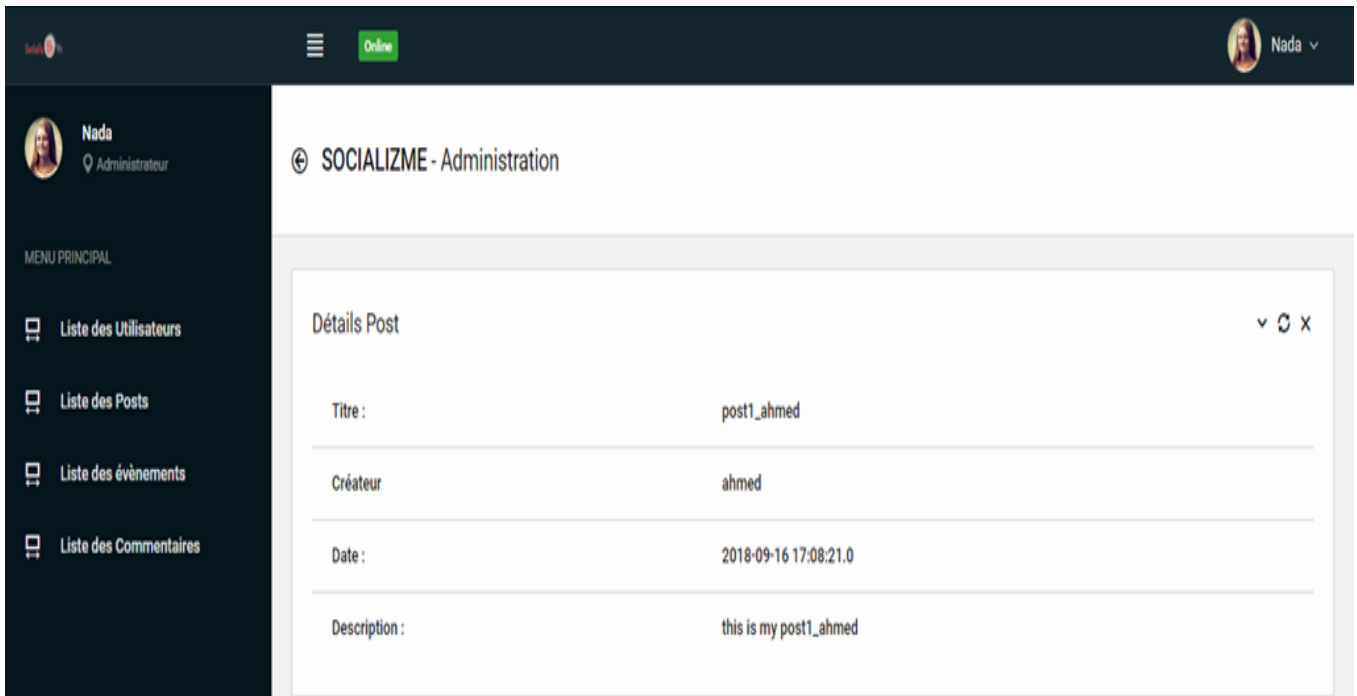 Online
Nada
Nada
Administrateur
SOCIALIZME - Administration
MENU PRINCIPAL
Liste des Utilisateurs
Liste des Posts
Liste des évènements
Liste des Commentaires
Détails Post
Titre : post1_ahmed
Créateur ahmed
Date : 2018-09-16 17:08:21.0
Description : this is my post1_ahmed